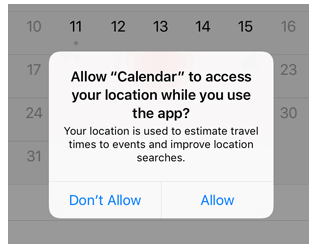 10 11 12 13 14 15 16
17 23
24 30
31
Allow “Calendar” to access
your location while you use
the app?
Your location is used to estimate travel
times to events and improve location
searches.
Don’t Allow Allow